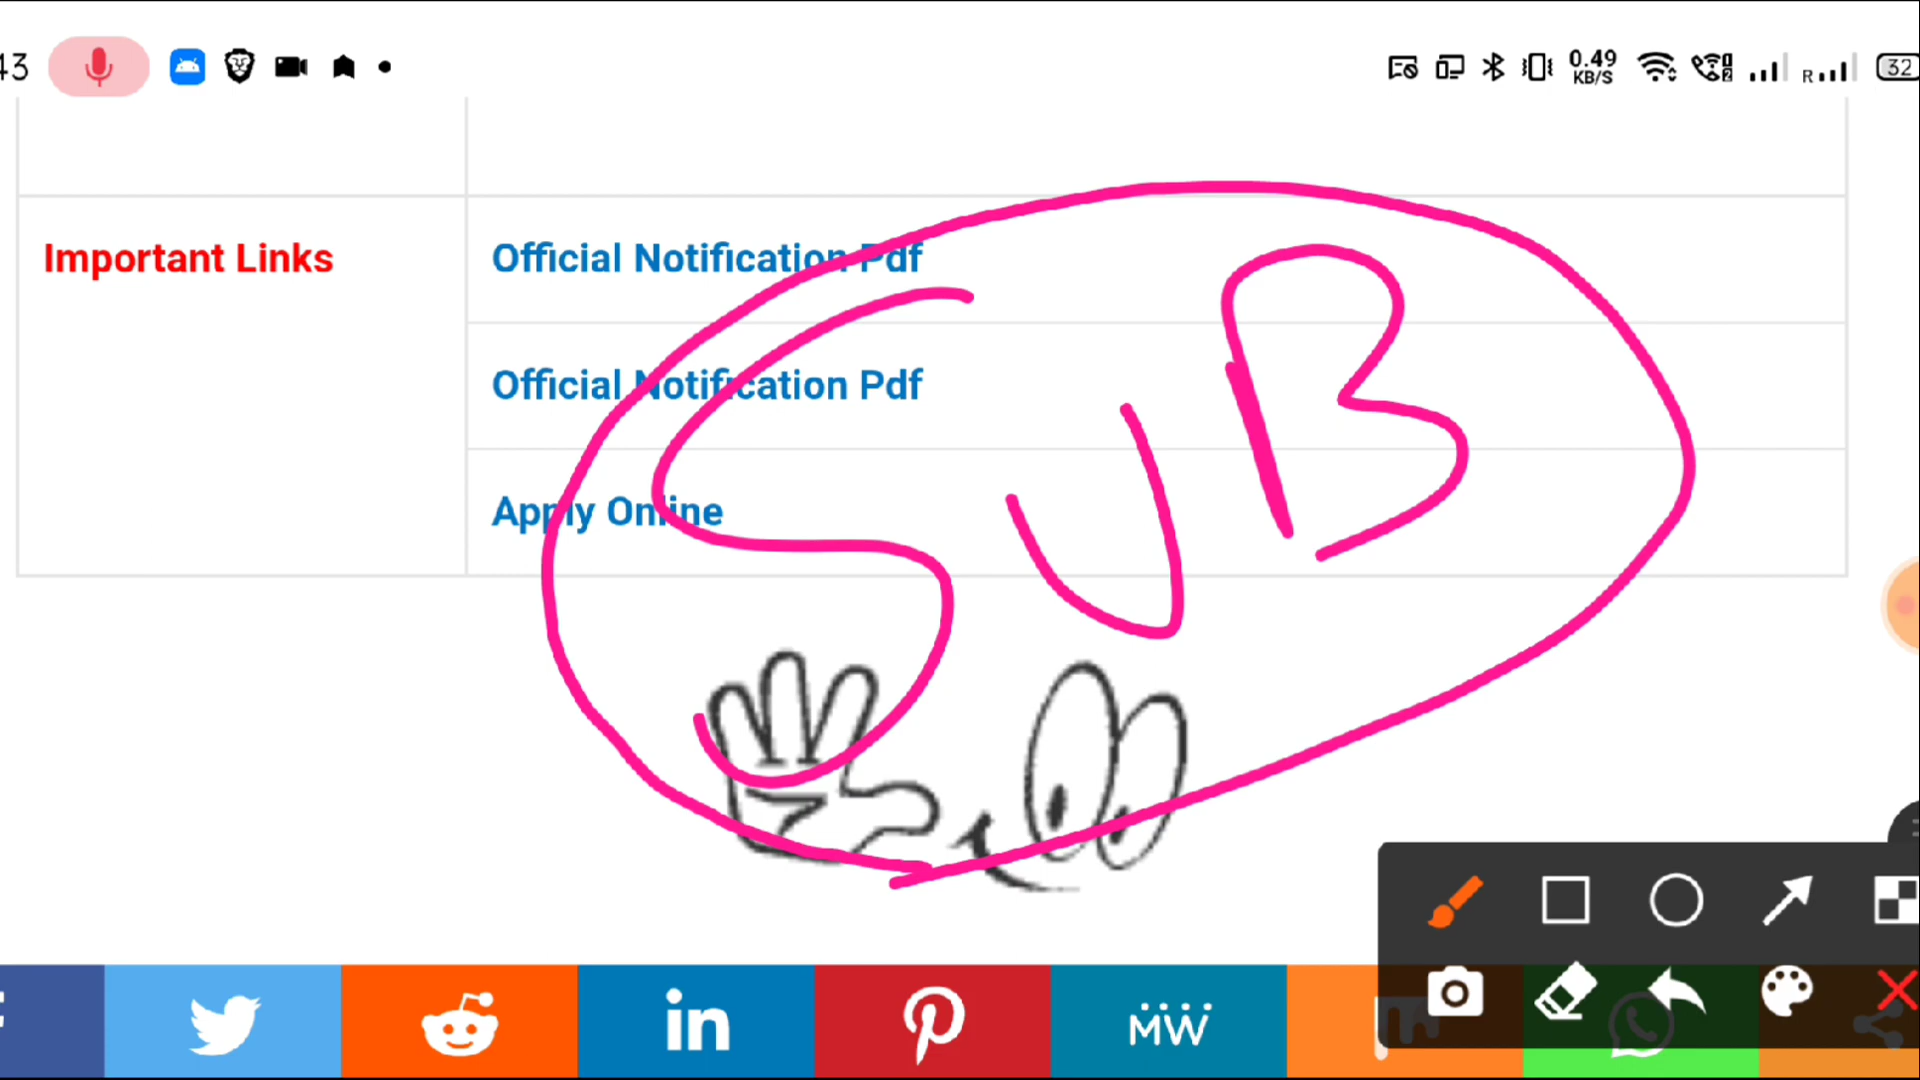 43
0.49
KB/S
R
32
Important Links
Official Notification Pdf
Official Notification Pdf
Apply Online
SUB
in
MW